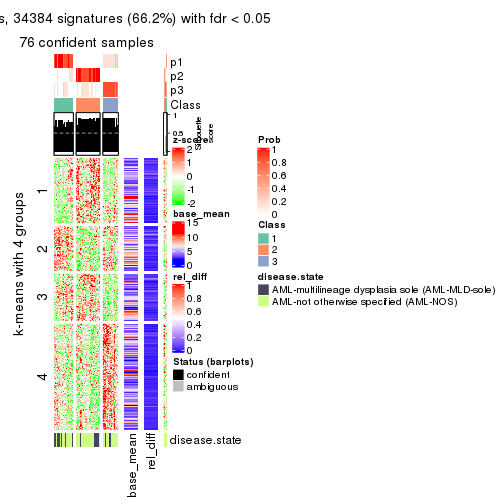 s, 34384 signatures (66.2%) with fdr < 0.05
76 confident samples
p1
p2
p3
Class
1
0.5
0
Silhouette
score
k-means with 4 groups
1
2
3
4
z-score
2
1
0
-1
-2
base_mean
15
10
5
0
rel_diff
1
0.8
0.6
0.4
0.2
0
Status (barplots)
confident
ambiguous
Prob
1
0.8
0.6
0.4
0.2
0
Class
1
2
3
disease.state
AML-multilineage dysplasia sole (AML-MLD-sole)
AML-not otherwise specified (AML-NOS)
disease.state
base_mean
rel_diff